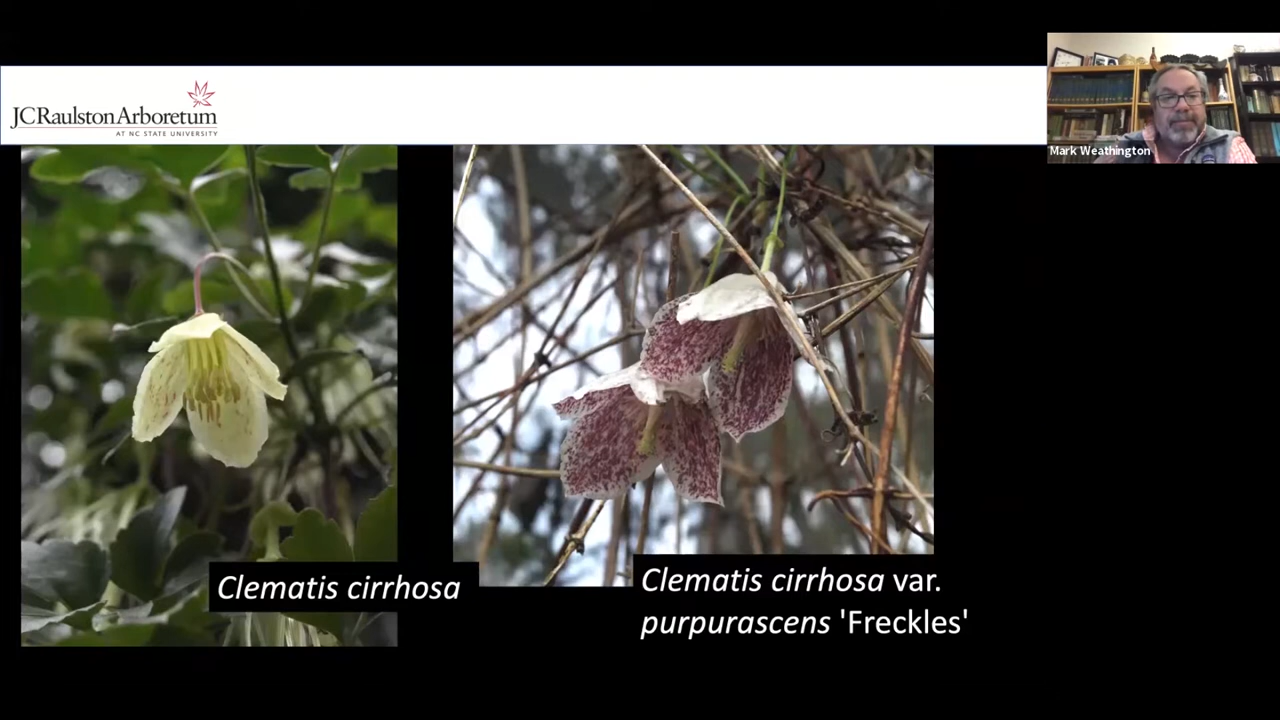 JCRaulston Arboretum
AT NC STATE UNIVERSITY
Mark Weathington
Clematis cirrhosa
Clematis cirrhosa var.
purpurascens 'Freckles'